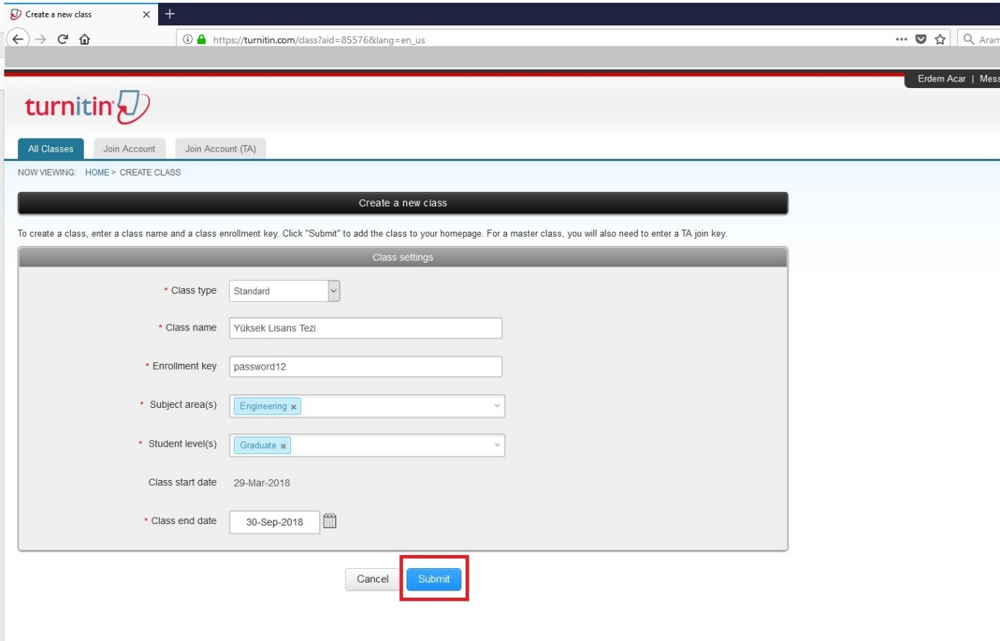 Create a new class
https://turnitin.com/class?aid=85576&lang=en_us
Aram
Erdem Acar | Mess
turnitin
All Classes
Join Account
Join Account (TA)
NOW VIEWING: HOME > CREATE CLASS
Create a new class
To create a class, enter a class name and a class enrollment key. Click "Submit" to add the class to your homepage. For a master class, you will also need to enter a TA join key.
Class settings
* Class type Standard
* Class name Yüksek Lisans Tezi
* Enrollment key password12
* Subject area(s) Engineering
* Student level(s) Graduate
Class start date 29-Mar-2018
* Class end date 30-Sep-2018
Cancel Submit